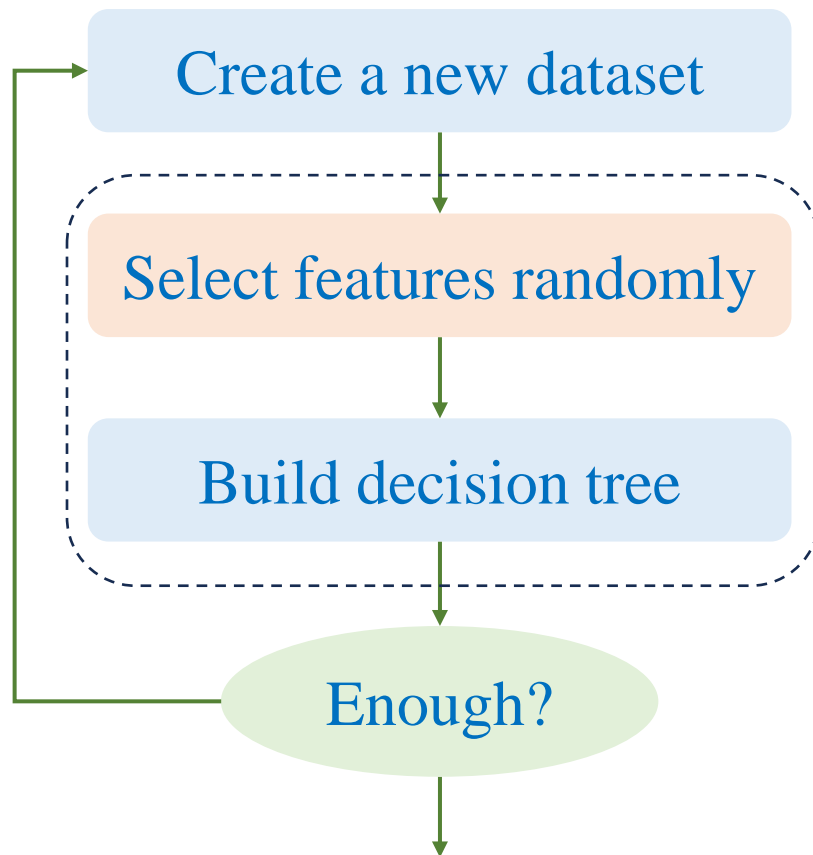 Create a new dataset
Select features randomly
Build decision tree
Enough?